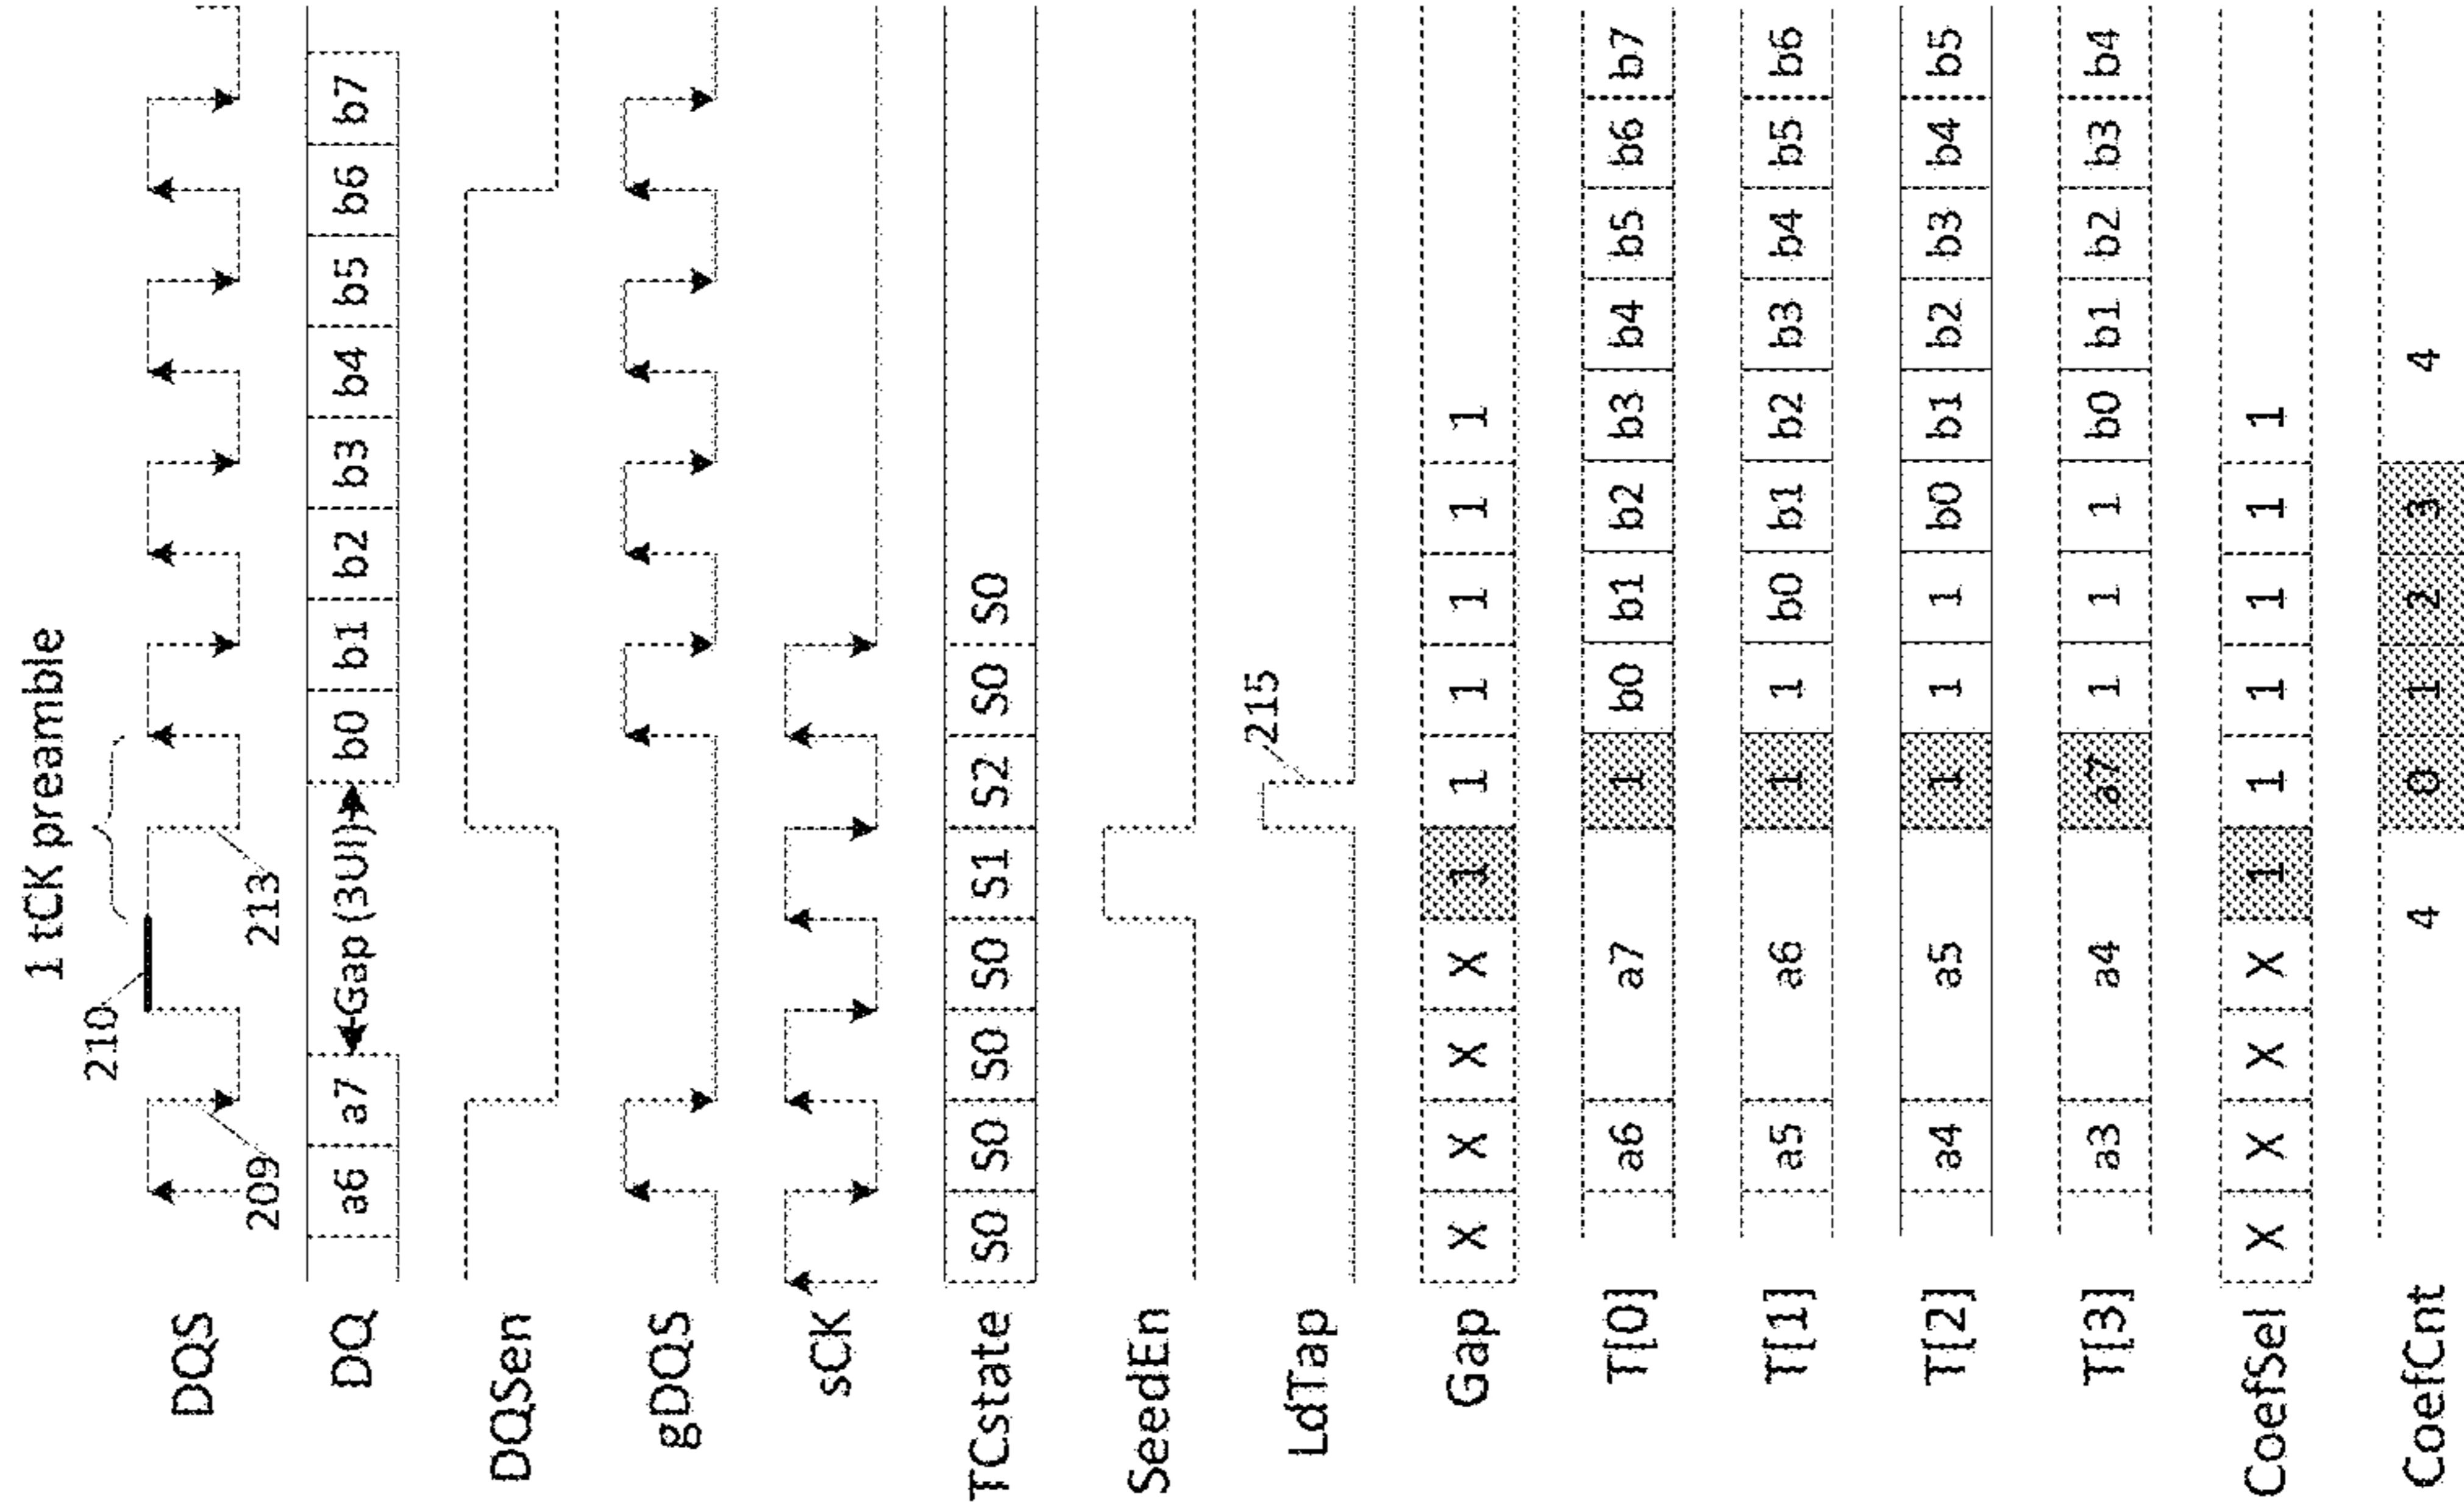 1 tCK preamble
210
DQS
209
213
DQ a6 a7 Gap (3UI) b0 b1 b2 b3 b4 b5 b6 b7
DQSen
gDQS
sCK
TCstate S0 S0 S0 S0 S1 S2 S0 S0
SeedEn
215
LdTap
Gap X X X X 1 1 1 1 1 1
T[0] a6 a7 1 b0 b1 b2 b3 b4 b5 b6 b7
T[1] a5 a6 1 1 b0 b1 b2 b3 b4 b5 b6
T[2] a4 a5 1 1 1 b0 b1 b2 b3 b4 b5
T[3] a3 a4 a7 1 1 1 b0 b1 b2 b3 b4
CoefSel X X X X 1 1 1 1 1 1
CoefCnt 4 0 1 2 3 4